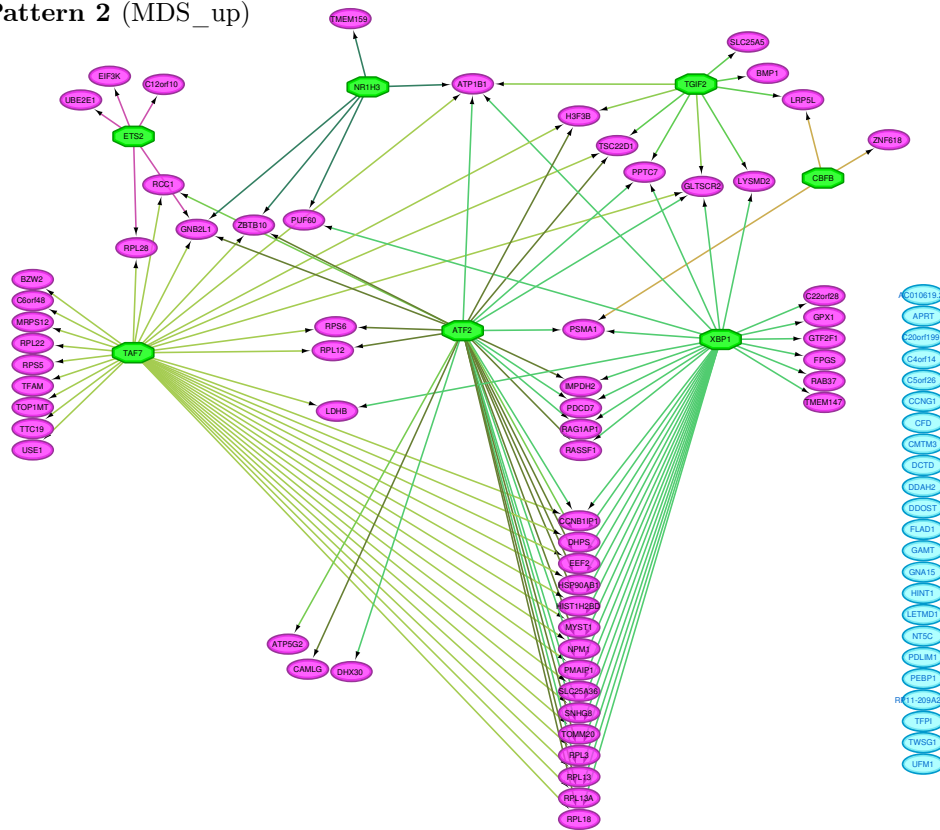 Pattern 2 (MDS_up)
TMEM159
SLC25A5
EIF3K
C12orf10
NR1H3
ATP1B1
TGIF2
BMP1
UBE2E1
LRP5L
H3F3B
ETS2
TSC22D1
ZNF618
PPTC7
RCC1
GLTSCR2
LYSMD2
CBFB
GNB2L1
ZBTB10
PUF60
RPL28
BZW2
C6orf48
MRPS12
RPL22
RPS5
TFAM
TOP1MT
TTC19
USE1
TAF7
RPS6
RPL12
LDHB
ATF2
PSMA1
XBP1
IMPDH2
PDCD7
RAG1AP1
RASSF1
C22orf28
GPX1
GTF2F1
FPGS
RAB37
TMEM147
CCNB1IP1
DHPS
EEF2
HSP90AB1
HIST1H2BD
MYST1
NPM1
PMAIP1
SLC25A36
SNHG8
TOMM20
RPL3
RPL13
RPL13A
RPL18
ATP5G2
CAMLG
DHX30
AC010619.
APRT
C20orf199
C4orf14
C5orf26
CCNG1
CFD
CMTM3
DCTD
DDAH2
DDOST
FLAD1
GAMT
GNA15
HINT1
LETMD1
NT5C
PDLIM1
PEBP1
RP11-209A2
TFPI
TWSG1
UFM1